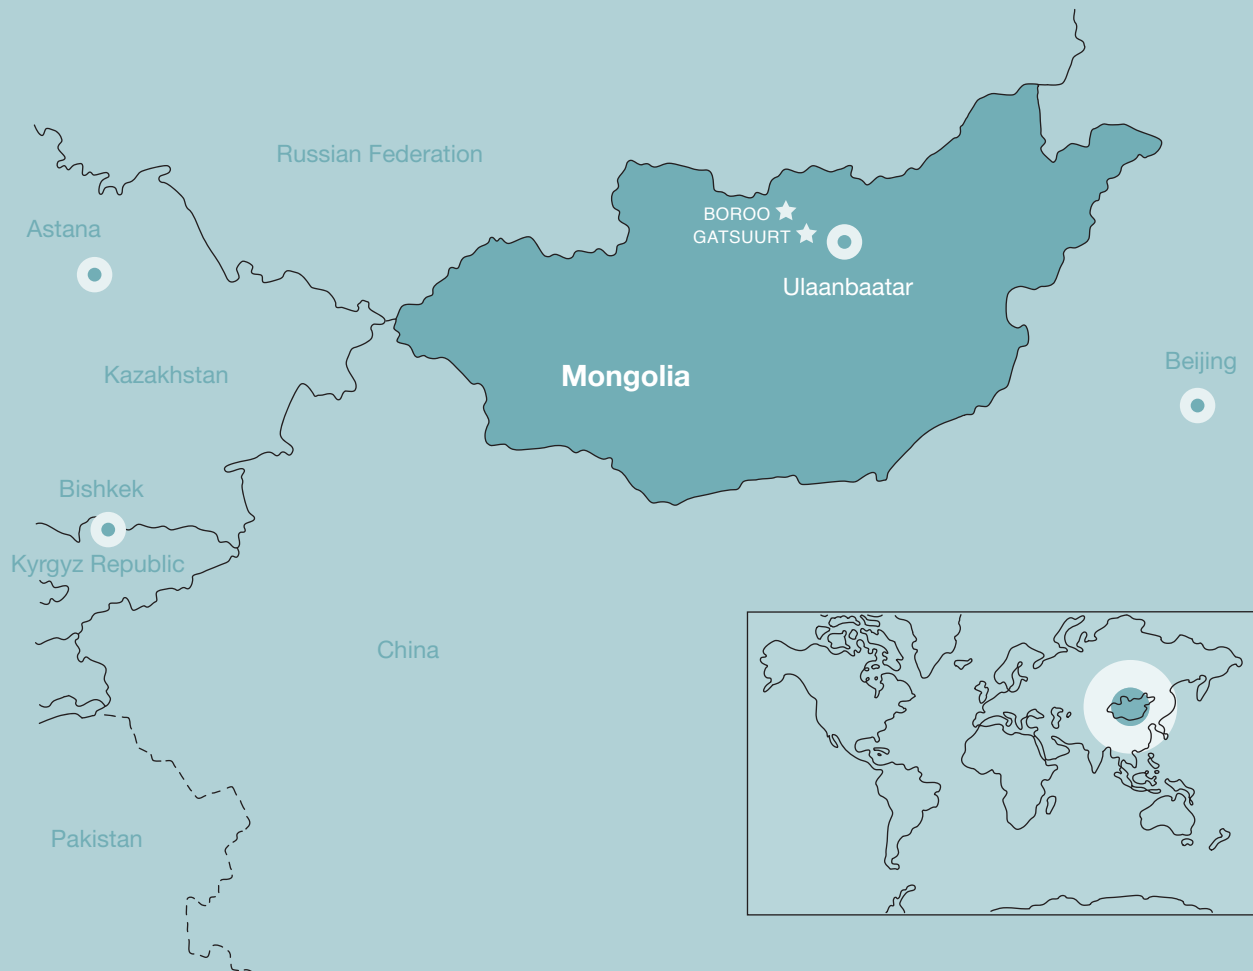 Russian Federation
BOROO
Astana
GATSUURT
Ulaanbaatar
Beijing
Kazakhstan
Mongolia
Bishkek
Kyrgyz Republic
China
Pakistan